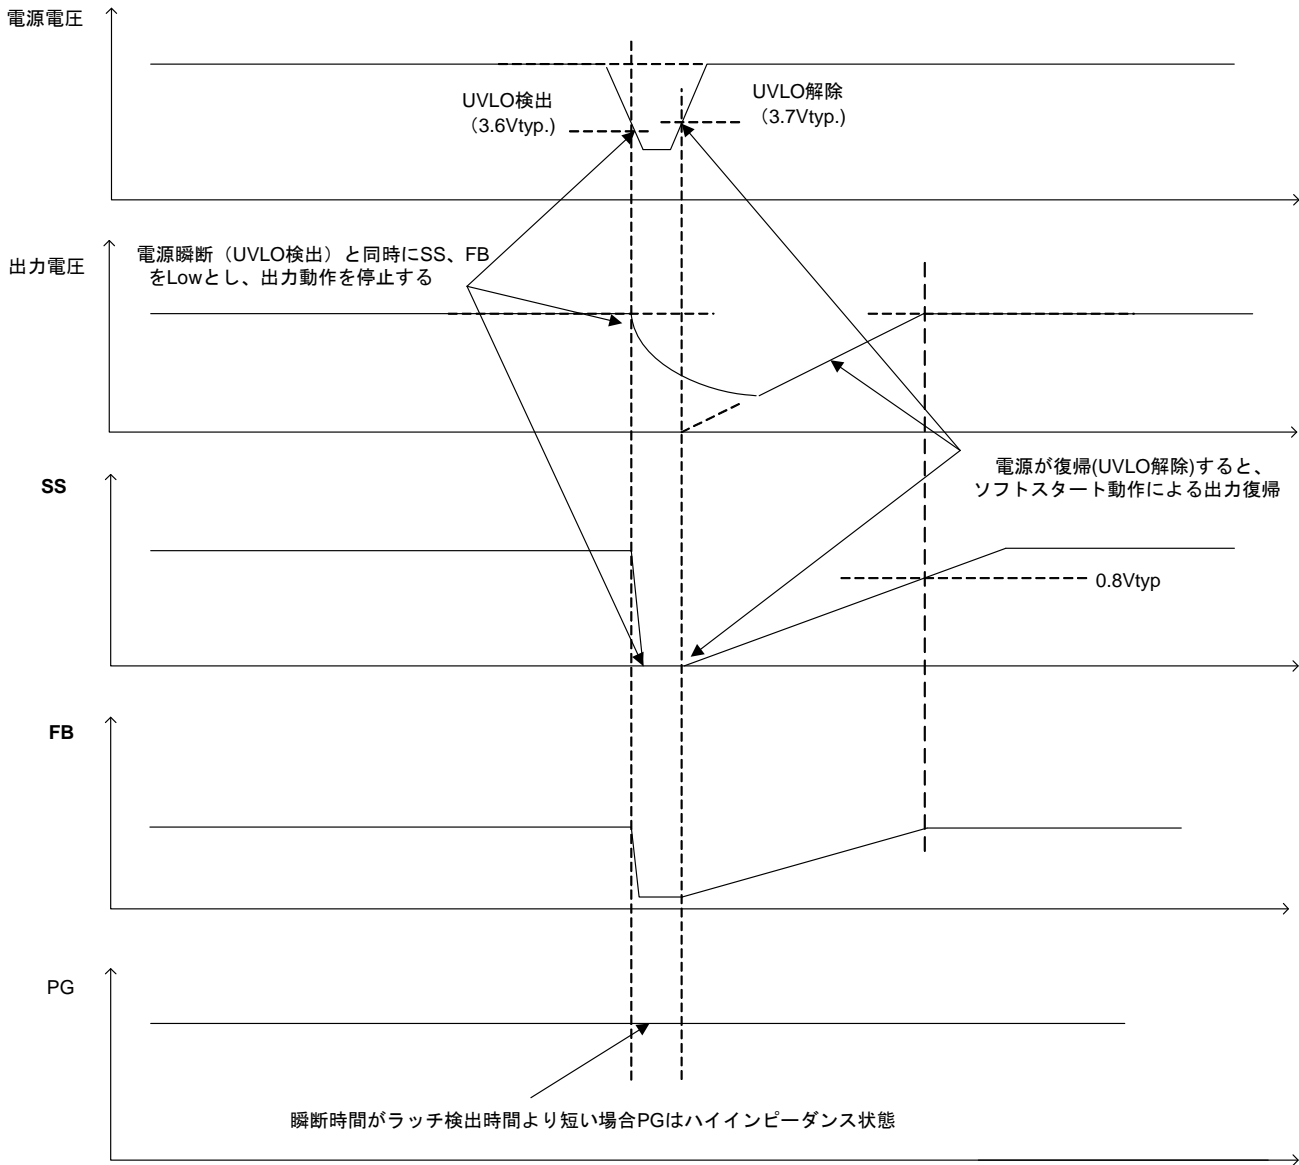 電源電圧
UVLO検出
（3.6Vtyp.)
UVLO解除
（3.7Vtyp.)
出力電圧
電源瞬断（UVLO検出）と同時にSS、FB
をLowとし、出力動作を停止する
電源が復帰(UVLO解除)すると、
ソフトスタート動作による出力復帰
SS
0.8Vtyp
FB
PG
瞬断時間がラッチ検出時間より短い場合PGはハイインピーダンス状態